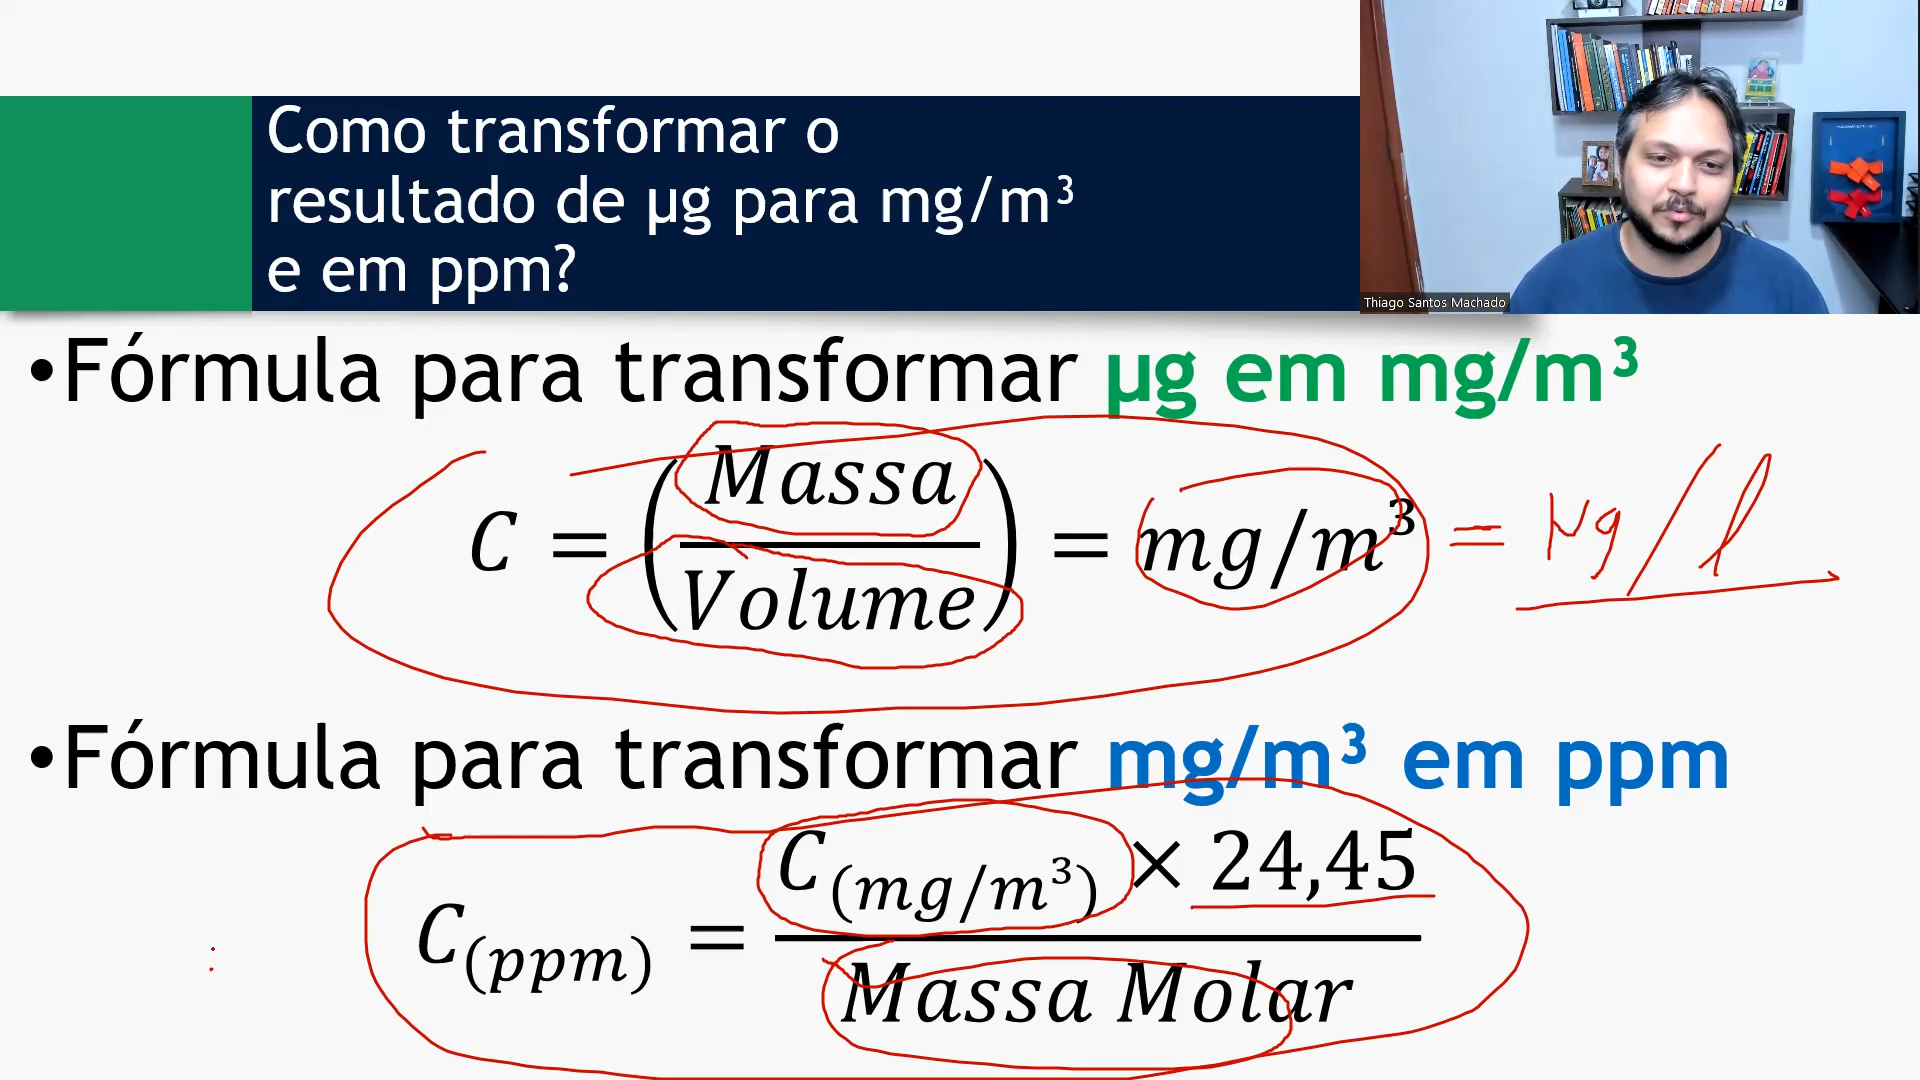 Como transformar o
resultado de µg para mg/m³
e em ppm?
Thiago Santos Machado
•Fórmula para transformar µg em mg/m³
C = (Massa / Volume) = mg/m³ = µg/l
•Fórmula para transformar mg/m³ em ppm
C(ppm) = C(mg/m³) × 24,45 / Massa Molar